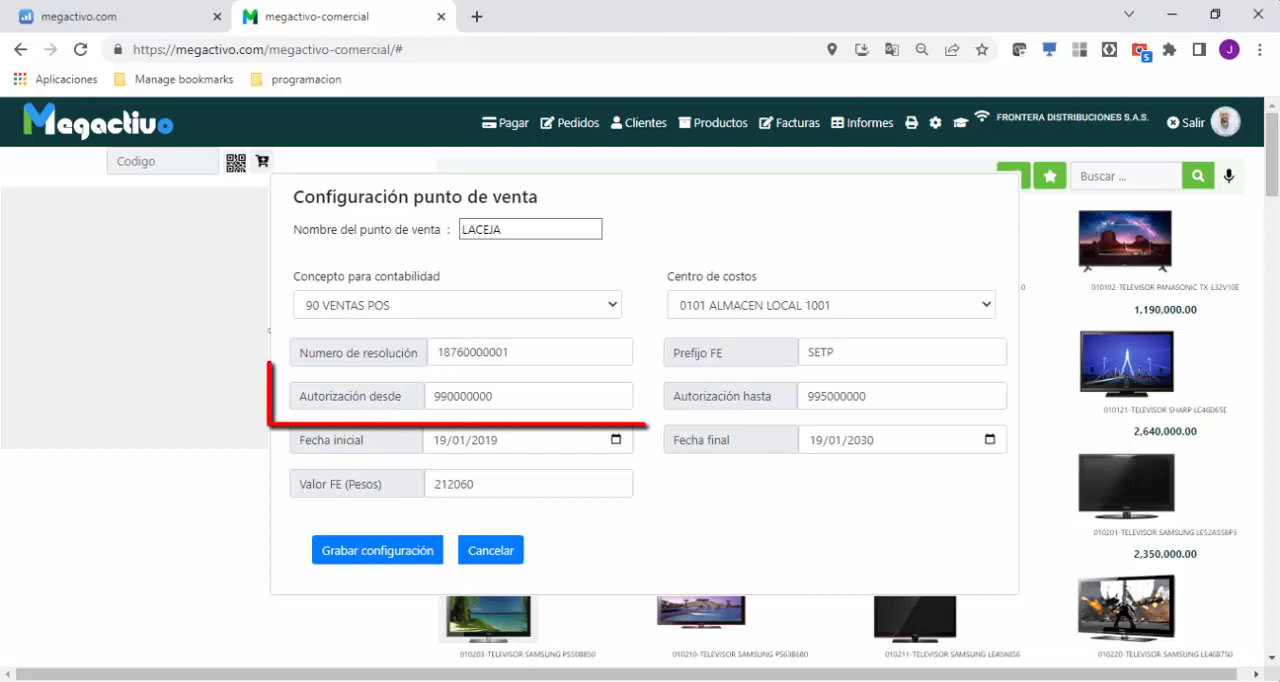 megactivo.com
megactivo-comercial
https://megactivo.com/megactivo-comercial/#
5
J
Aplicaciones
Manage bookmarks
programacion
Megactivo
Pagar
Pedidos
Clientes
Productos
Facturas
Informes
FRONTERA DISTRIBUCIONES S.A.S.
Salir
Codigo
Buscar ...
Configuración punto de venta
Nombre del punto de venta : LACEJA
Concepto para contabilidad
Centro de costos
90 VENTAS POS
0101 ALMACEN LOCAL 1001
Numero de resolución 18760000001
Prefijo FE SETP
Autorización desde 990000000
Autorización hasta 995000000
Fecha inicial 19/01/2019
Fecha final 19/01/2030
Valor FE (Pesos) 212060
Grabar configuración
Cancelar
010102-TELEVISOR PANASONIC TX-L32V10E
1,190,000.00
010121-TELEVISOR SHARP LC46D65E
2,640,000.00
010201-TELEVISOR SAMSUNG LE52A558P3
2,350,000.00
010203-TELEVISOR SAMSUNG PS50B850
010210-TELEVISOR SAMSUNG PS63B680
010211-TELEVISOR SAMSUNG LE40A856
010220-TELEVISOR SAMSUNG LE46B750